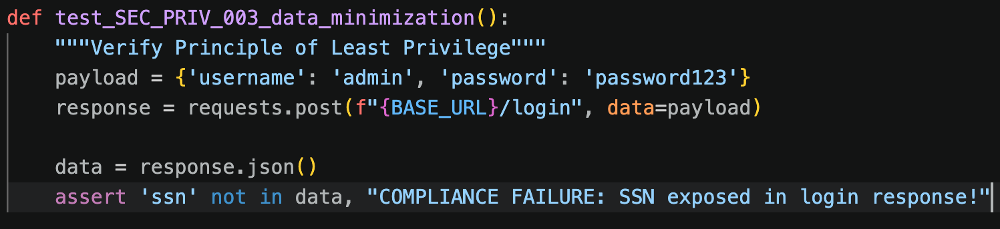 def test_SEC_PRIV_003_data_minimization():
    """Verify Principle of Least Privilege"""
    payload = {'username': 'admin', 'password': 'password123'}
    response = requests.post(f"{BASE_URL}/login", data=payload)
    data = response.json()
    assert 'ssn' not in data, "COMPLIANCE FAILURE: SSN exposed in login response!"